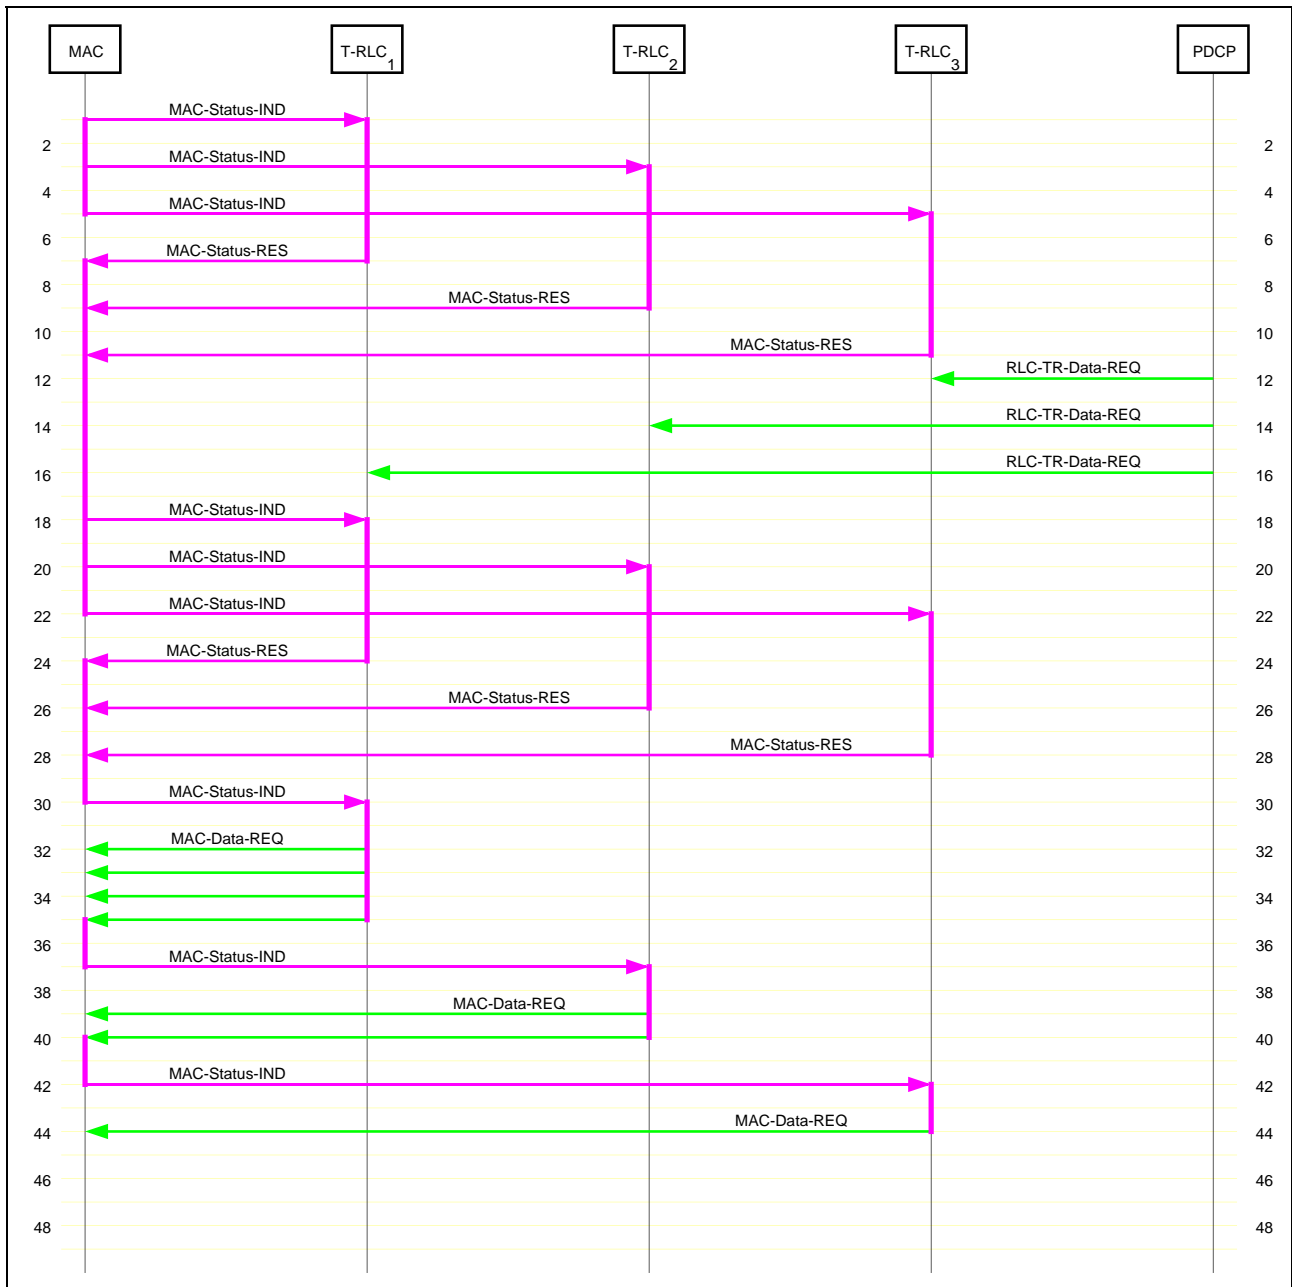 MAC T-RLC1 T-RLC2 T-RLC3 PDCP
MAC-Status-IND
2 2
MAC-Status-IND
4 4
MAC-Status-IND
6 6
MAC-Status-RES
8 8
MAC-Status-RES
10 10
MAC-Status-RES
RLC-TR-Data-REQ
12 12
RLC-TR-Data-REQ
14 14
RLC-TR-Data-REQ
16 16
MAC-Status-IND
18 18
MAC-Status-IND
20 20
MAC-Status-IND
22 22
MAC-Status-RES
24 24
MAC-Status-RES
26 26
MAC-Status-RES
28 28
MAC-Status-IND
30 30
MAC-Data-REQ
32 32
34 34
36 36
MAC-Status-IND
38 38
MAC-Data-REQ
40 40
MAC-Status-IND
42 42
MAC-Data-REQ
44 44
46 46
48 48